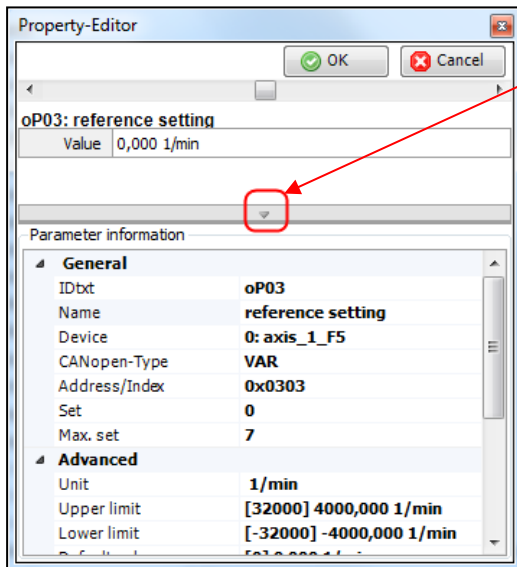 Property-Editor
OK Cancel
oP03: reference setting
Value 0,000 1/min
Parameter information
General
IDtxt oP03
Name reference setting
Device 0: axis_1_F5
CANopen-Type VAR
Address/Index 0x0303
Set 0
Max. set 7
Advanced
Unit 1/min
Upper limit [32000] 4000,000 1/min
Lower limit [-32000] -4000,000 1/min